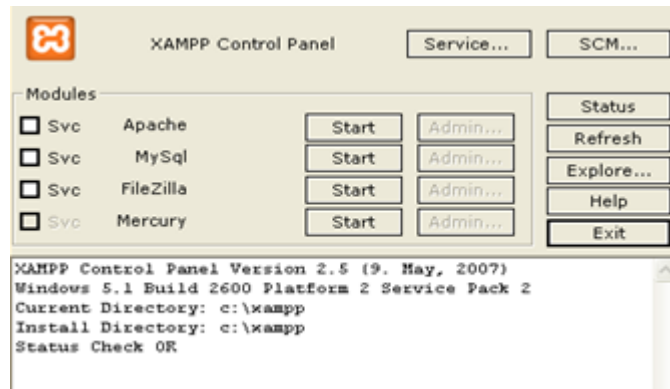 XAMPP Control Panel Service... SCM...
Modules
Svc Apache Start Admin...
Svc MySql Start Admin...
Svc FileZilla Start Admin...
Svc Mercury Start Admin...
Status
Refresh
Explore...
Help
Exit
XAMPP Control Panel Version 2.5 (9. May, 2007)
Windows 5.1 Build 2600 Platform 2 Service Pack 2
Current Directory: c:\xampp
Install Directory: c:\xampp
Status Check OK